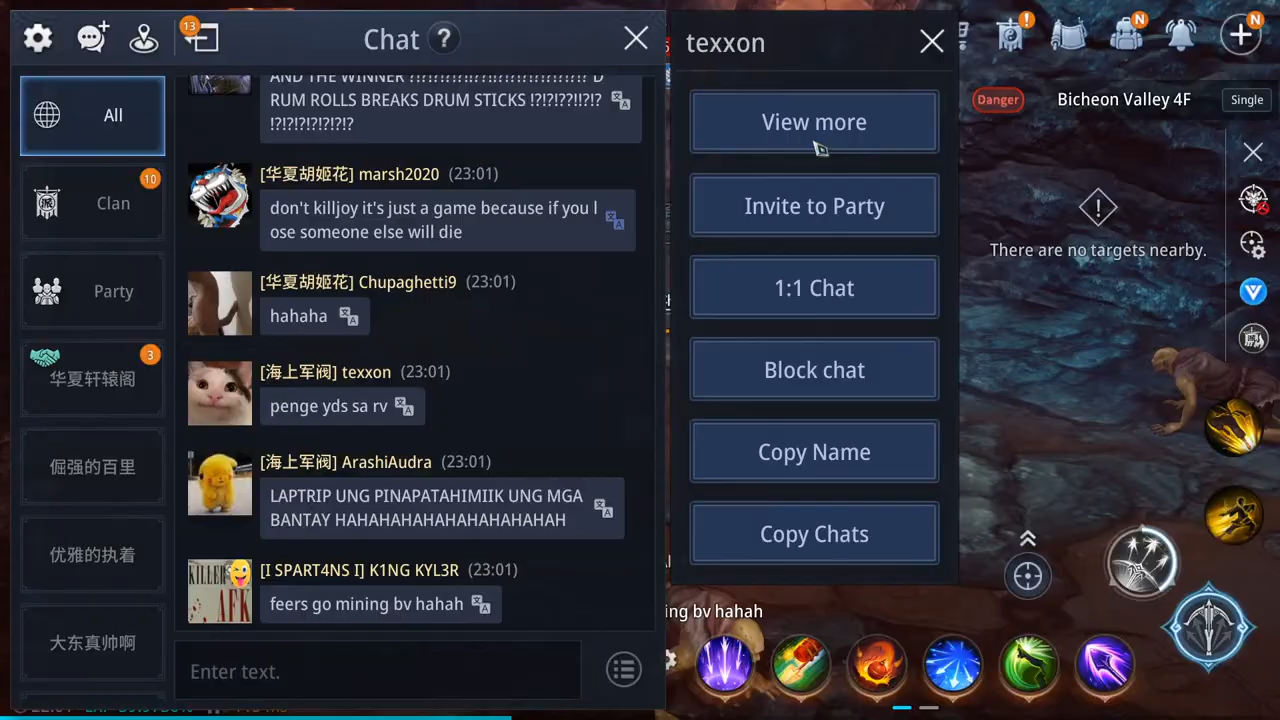 13
Chat ?
texxon
N
N
Danger
Bicheon Valley 4F
Single
All
View more
AND THE WINNER !?!?!?!?!?!!?!!?!?!?!?!?!?!? D
RUM ROLLS BREAKS DRUM STICKS !?!?!??!!?!?
!?!?!?!?!?!?!?
[华夏胡姬花] marsh2020 (23:01)
don't killjoy it's just a game because if you l
ose someone else will die
Clan
10
Invite to Party
There are no targets nearby.
[华夏胡姬花] Chupaghetti9 (23:01)
hahaha
Party
1:1 Chat
华夏轩辕阁
3
[海上军阀] texxon (23:01)
penge yds sa rv
Block chat
倔强的百里
[海上军阀] ArashiAudra (23:01)
LAPTRIP UNG PINAPATAHIMIIK UNG MGA
BANTAY HAHAHAHAHAHAHAHAHAH
Copy Name
优雅的执着
Copy Chats
[I SPART4NS I] K1NG KYL3R (23:01)
feers go mining bv hahah
KILLER
AFK
大东真帅啊
ing bv hahah
Enter text.